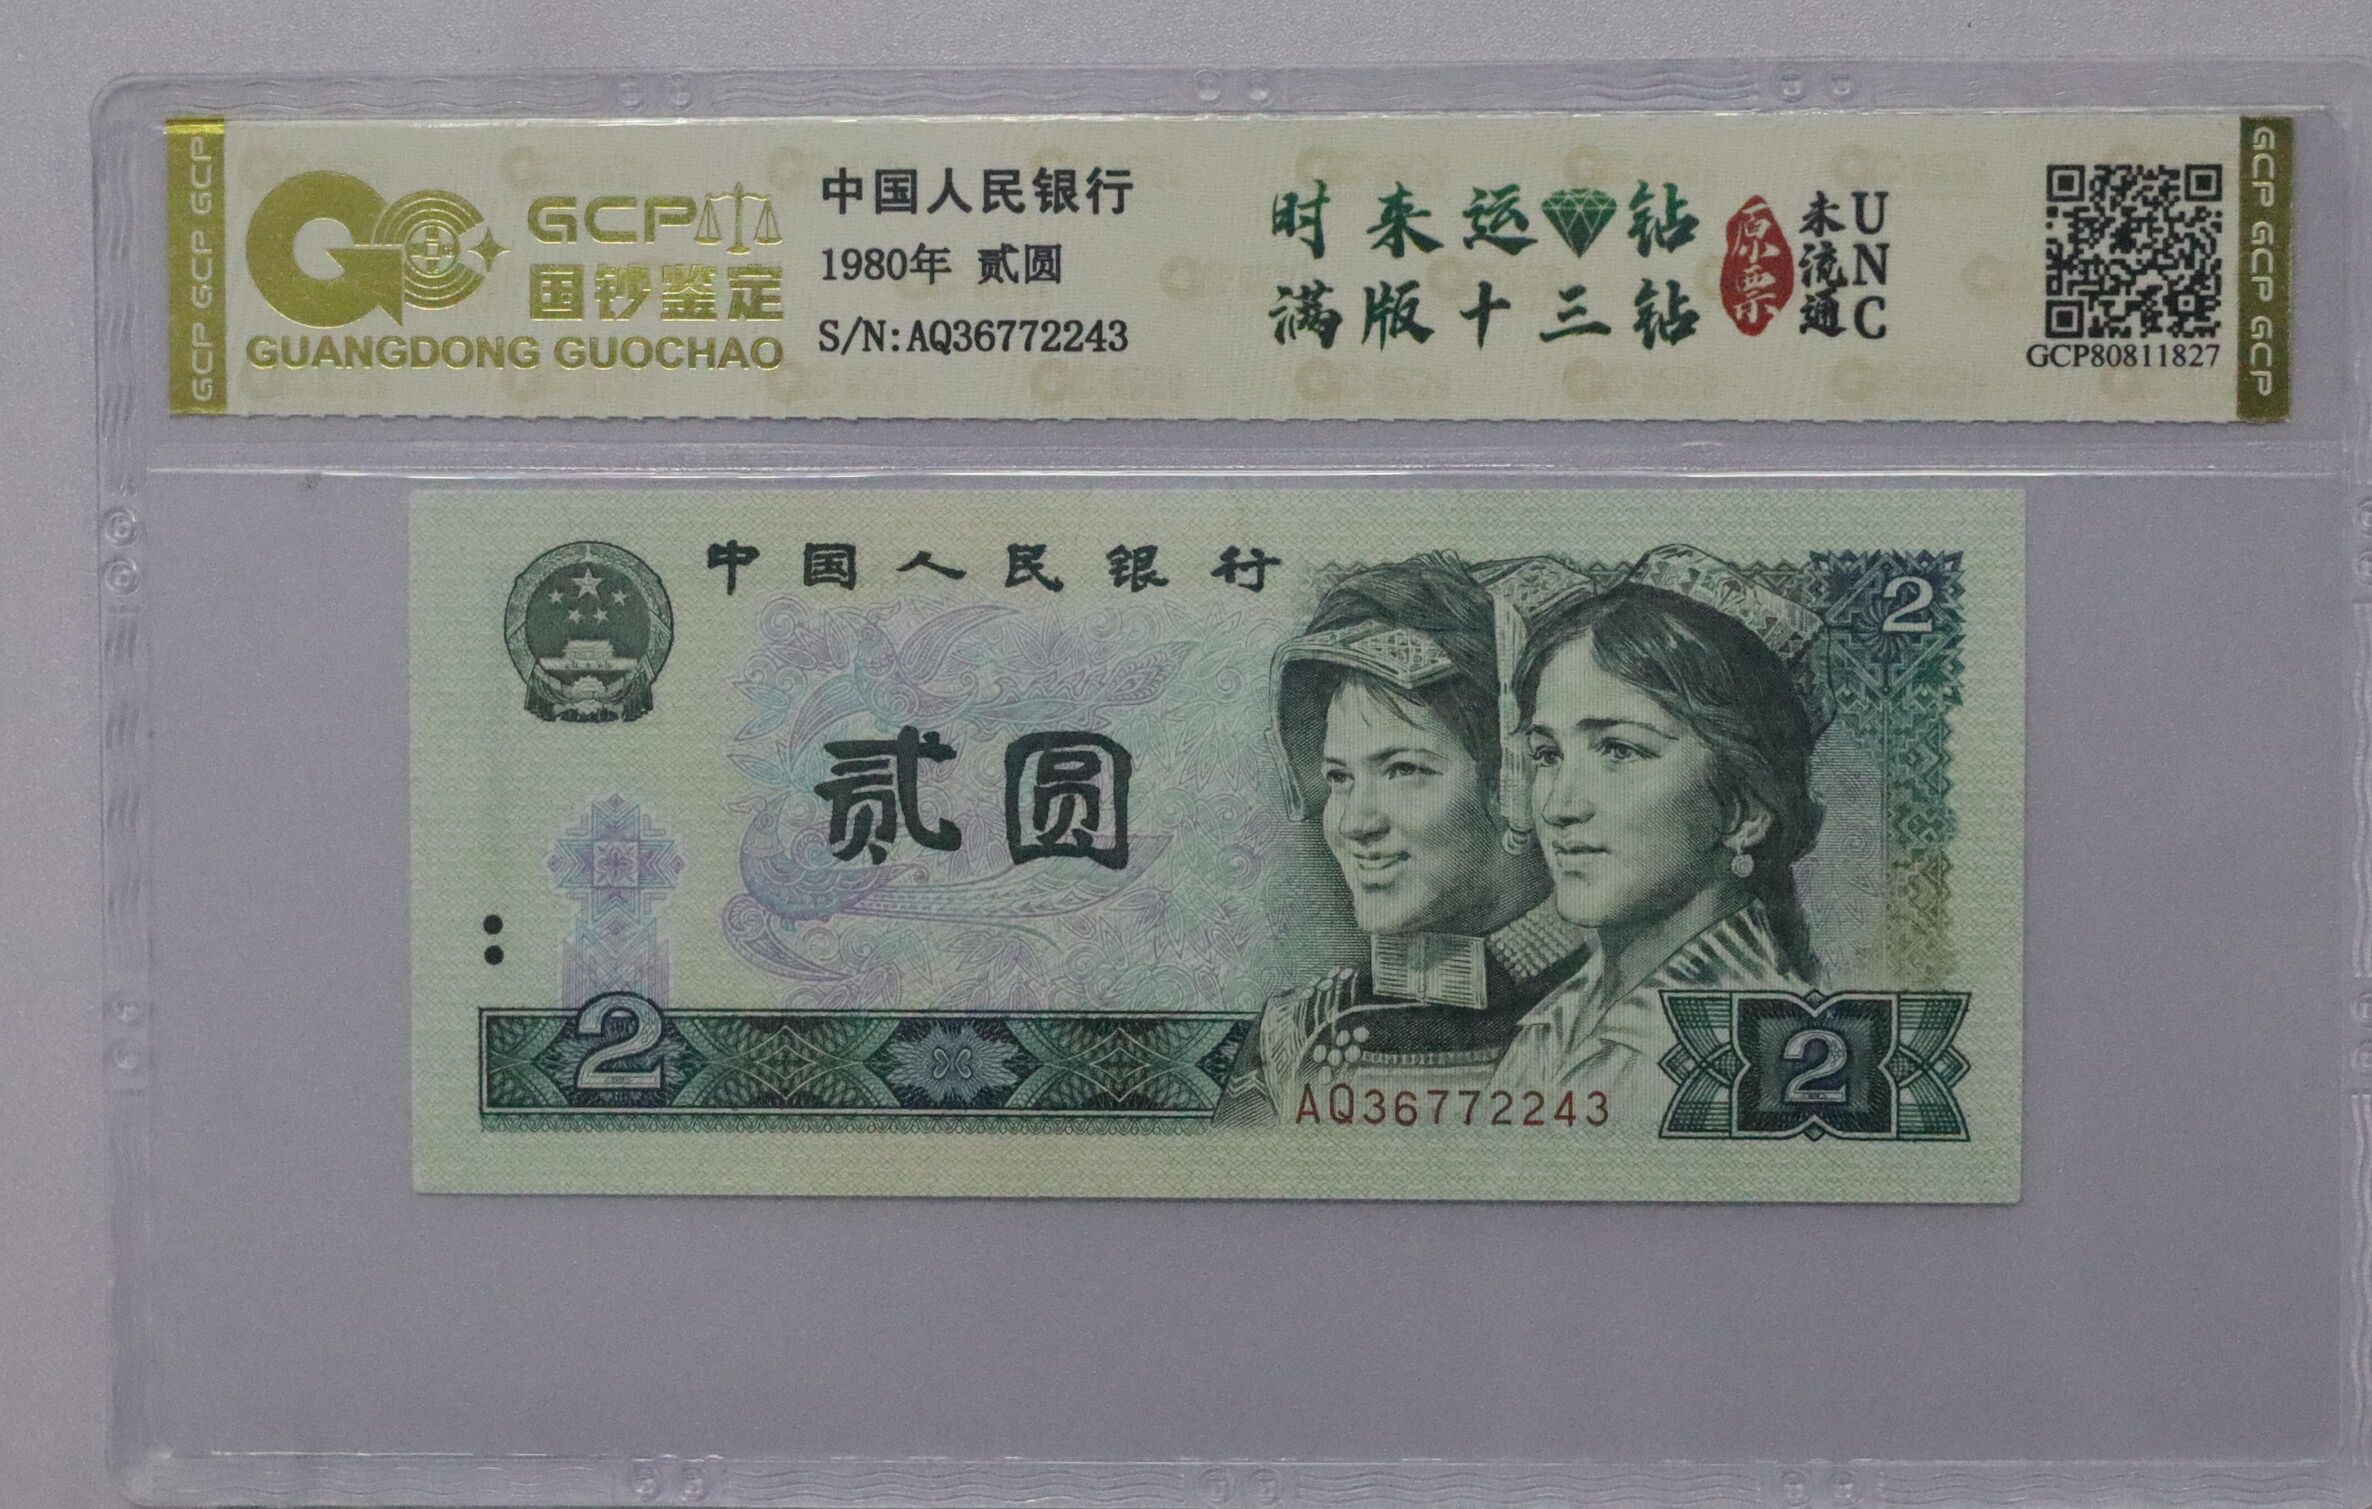 GCP GCP GCP
GCP
国钞鉴定
GUANGDONG GUOCHAO
中国人民银行
1980年 贰圆
S/N:AQ36772243
时来运钻
满版十三钻
原票
未流通
UNC
GCP80811827
GCP GCP GCP
中国人民银行
2
贰圆
2
2
AQ36772243